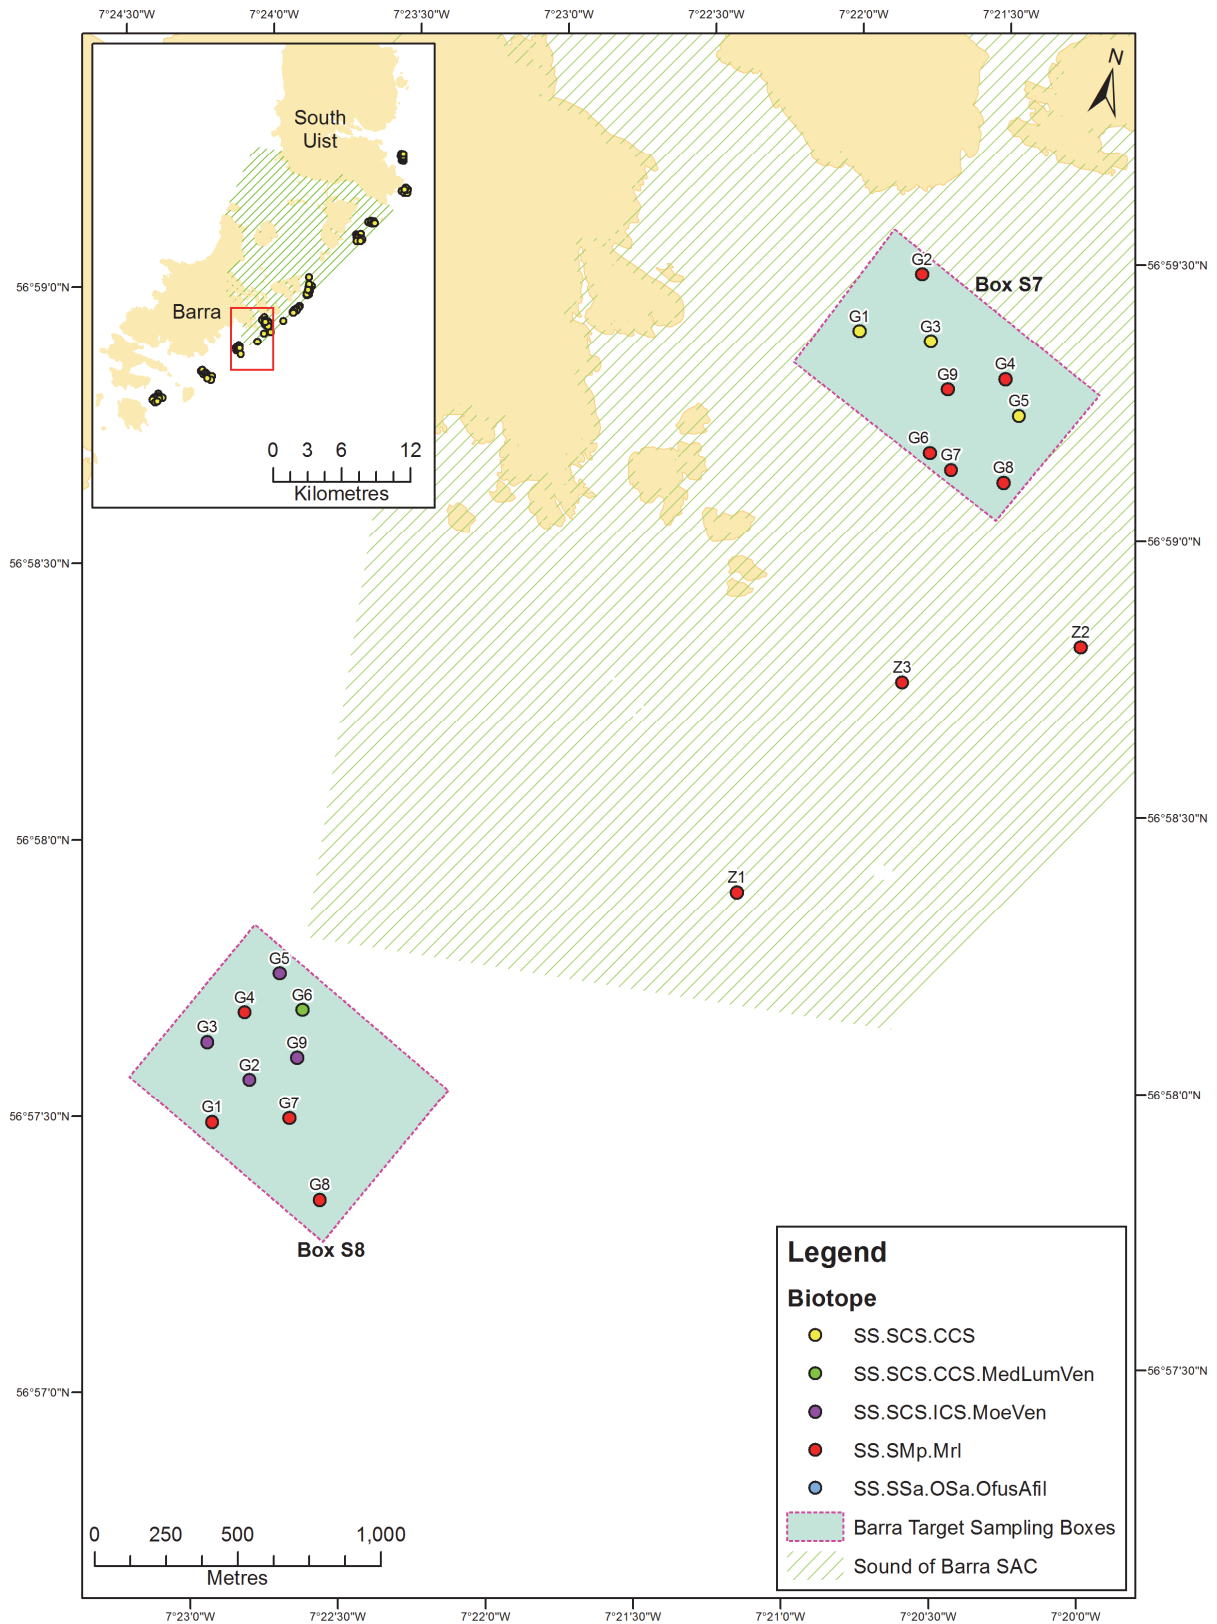 7°24'30"W
7°24'0"W
7°23'30"W
7°23'0"W
7°22'30"W
7°22'0"W
7°21'30"W
N
South
Uist
Barra
0 3 6 12
Kilometres
56°59'0"N
56°58'30"N
56°58'0"N
56°57'30"N
56°57'0"N
56°59'30"N
56°59'0"N
56°58'30"N
56°58'0"N
56°57'30"N
G2
Box S7
G1
G3
G4
G9
G5
G6
G7
G8
Z2
Z3
Z1
G5
G4
G6
G3
G9
G2
G1
G7
G8
Box S8
Legend
Biotope
SS.SCS.CCS
SS.SCS.CCS.MedLumVen
SS.SCS.ICS.MoeVen
SS.SMp.Mrl
SS.SSa.OSa.OfusAfil
Barra Target Sampling Boxes
Sound of Barra SAC
0 250 500 1,000
Metres
7°23'0"W
7°22'30"W
7°22'0"W
7°21'30"W
7°21'0"W
7°20'30"W
7°20'0"W